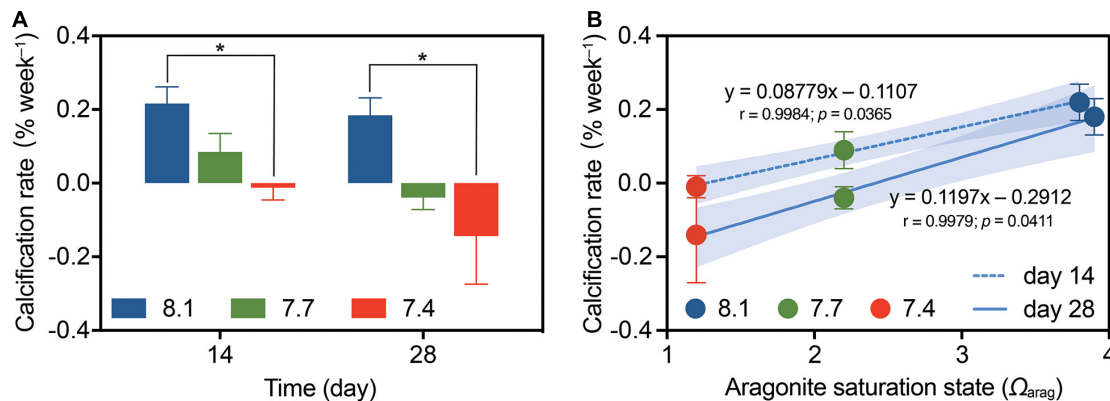 A
Calcification rate (% week⁻¹)
0.4
0.2
0.0
-0.2
-0.4
*
*
8.1
7.7
7.4
14
28
Time (day)
B
Calcification rate (% week⁻¹)
0.4
0.2
0.0
-0.2
-0.4
y = 0.08779x − 0.1107
r = 0.9984; p = 0.0365
y = 0.1197x − 0.2912
r = 0.9979; p = 0.0411
day 14
8.1
7.7
7.4
day 28
1
2
3
4
Aragonite saturation state (Ωarag)